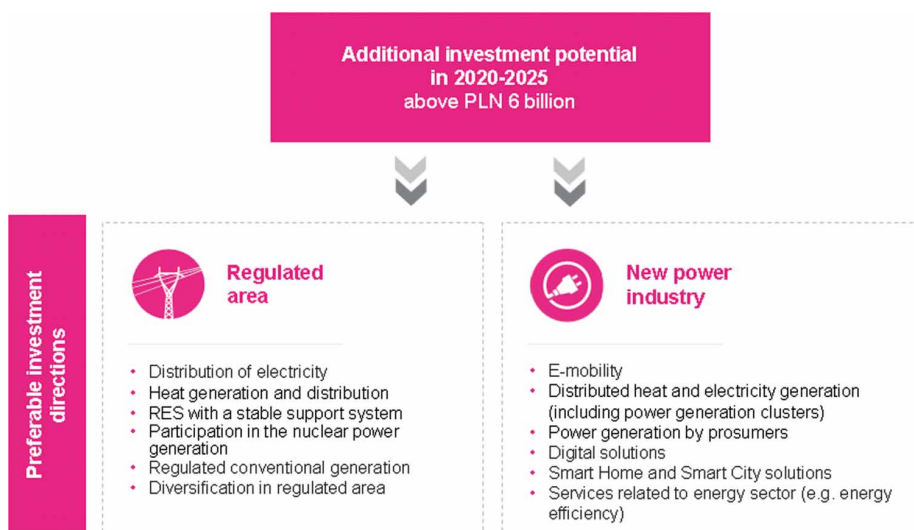 Additional investment potential
in 2020-2025
above PLN 6 billion
Preferable investment
directions
Regulated
area
• Distribution of electricity
• Heat generation and distribution
• RES with a stable support system
• Participation in the nuclear power
generation
• Regulated conventional generation
• Diversification in regulated area
New power
industry
• E-mobility
• Distributed heat and electricity generation
(including power generation clusters)
• Power generation by prosumers
• Digital solutions
• Smart Home and Smart City solutions
• Services related to energy sector (e.g. energy
efficiency)